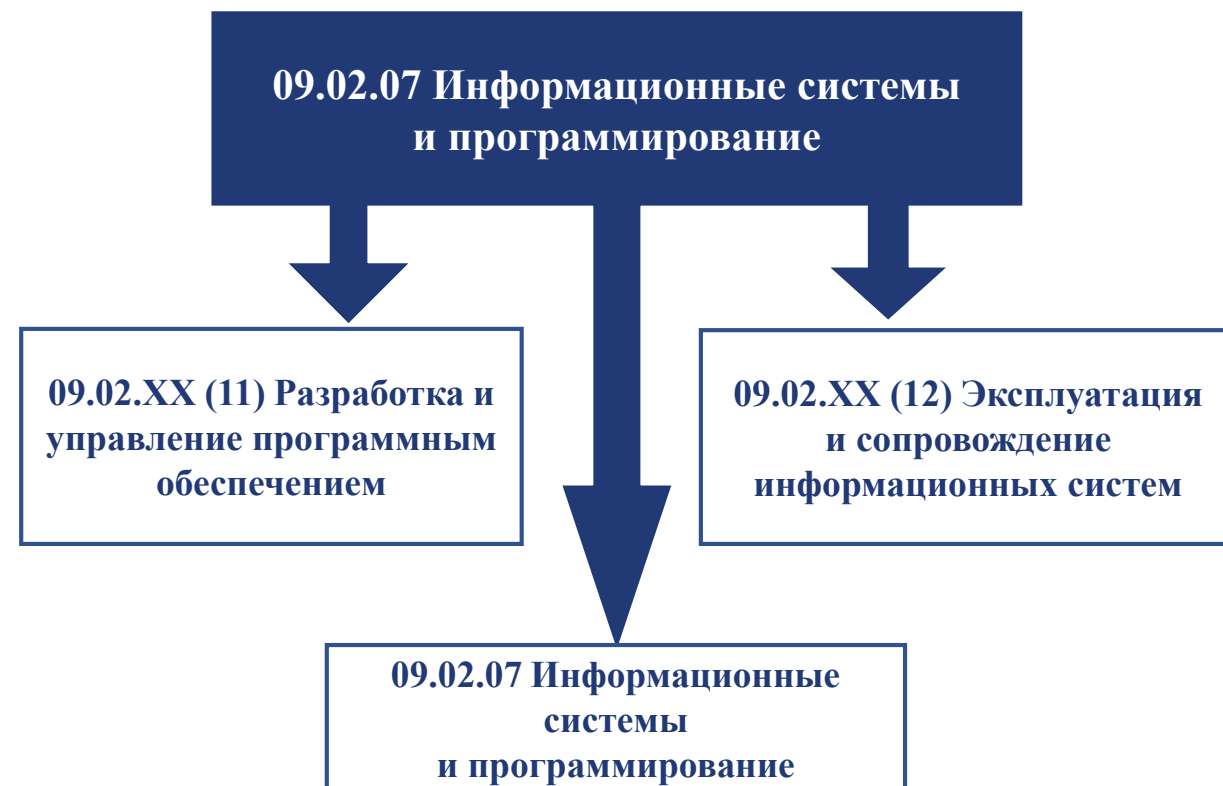 09.02.07 Информационные системы
и программирование
09.02.XX (11) Разработка и
управление программным
обеспечением
09.02.XX (12) Эксплуатация
и сопровождение
информационных систем
09.02.07 Информационные
системы
и программирование